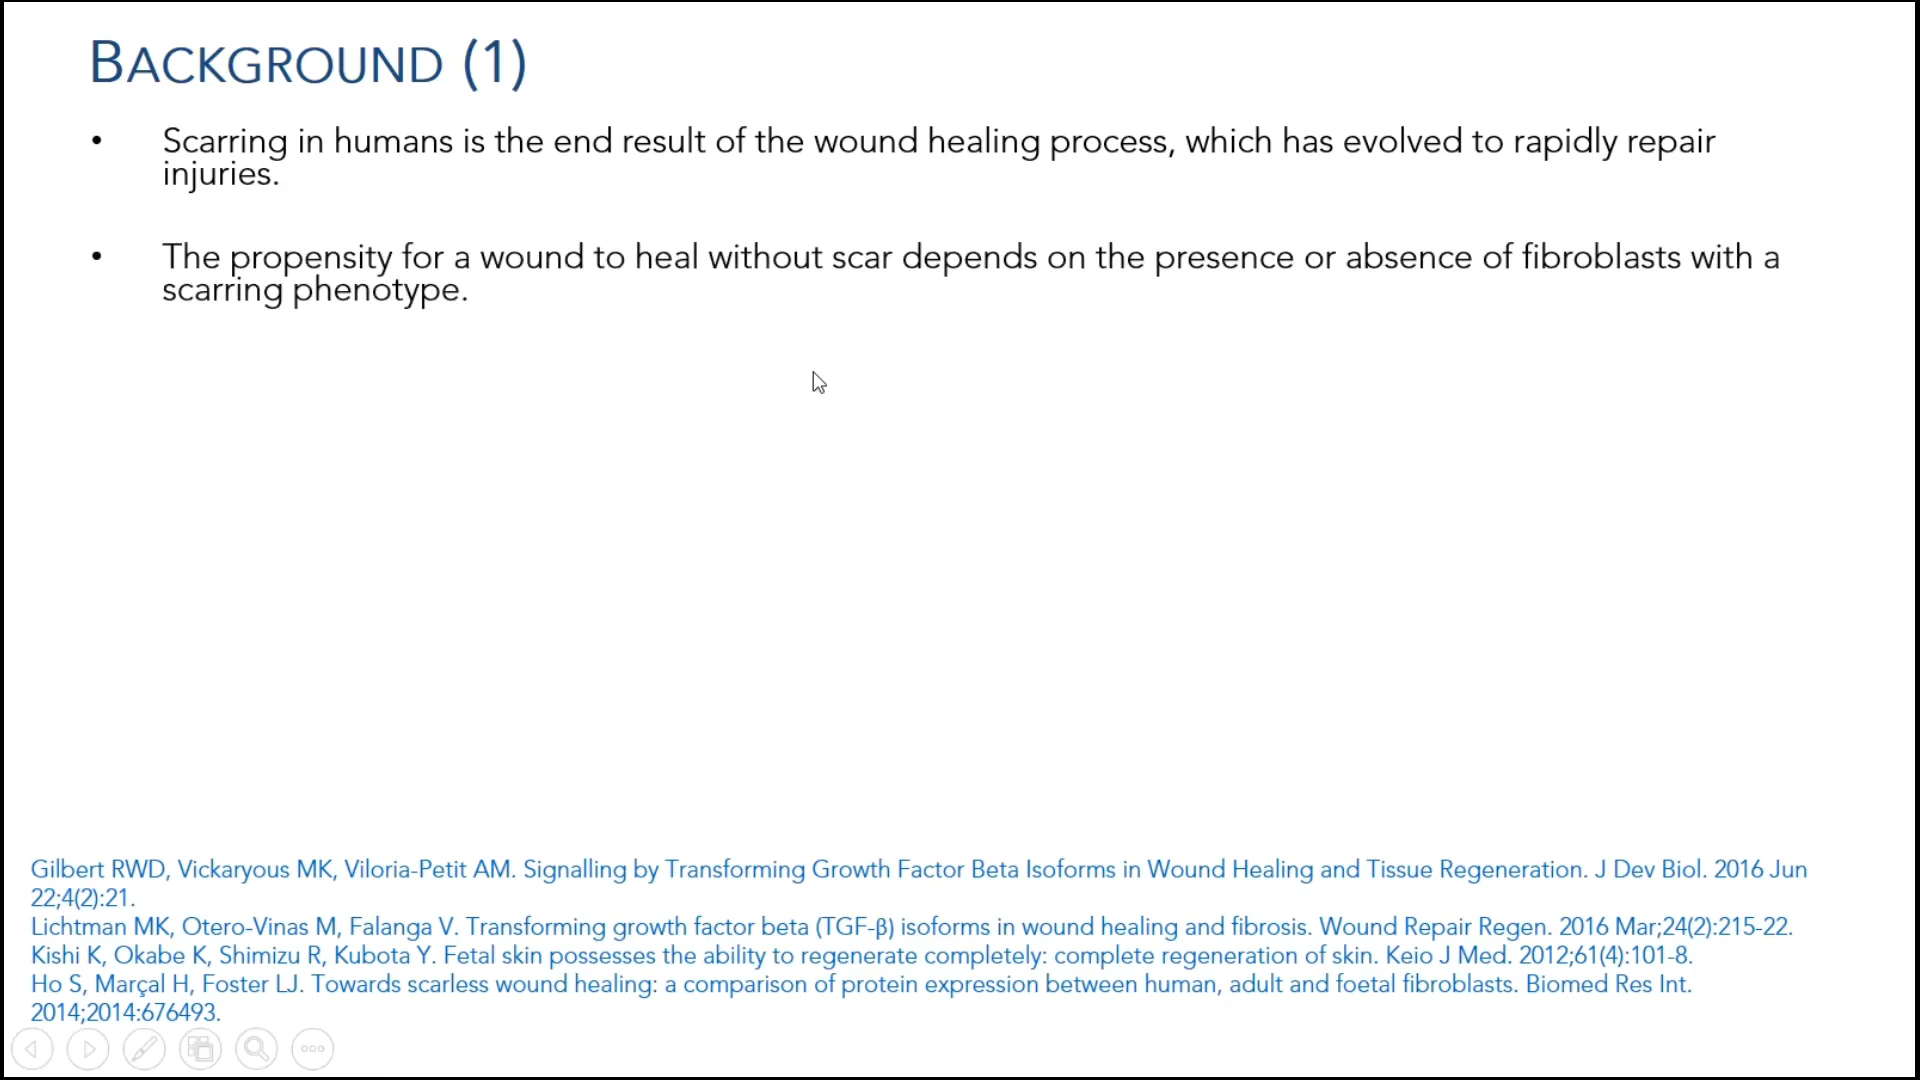 BACKGROUND (1)
• Scarring in humans is the end result of the wound healing process, which has evolved to rapidly repair
injuries.
• The propensity for a wound to heal without scar depends on the presence or absence of fibroblasts with a
scarring phenotype.
Gilbert RWD, Vickaryous MK, Viloria-Petit AM. Signalling by Transforming Growth Factor Beta Isoforms in Wound Healing and Tissue Regeneration. J Dev Biol. 2016 Jun
22;4(2):21.
Lichtman MK, Otero-Vinas M, Falanga V. Transforming growth factor beta (TGF-β) isoforms in wound healing and fibrosis. Wound Repair Regen. 2016 Mar;24(2):215-22.
Kishi K, Okabe K, Shimizu R, Kubota Y. Fetal skin possesses the ability to regenerate completely: complete regeneration of skin. Keio J Med. 2012;61(4):101-8.
Ho S, Marçal H, Foster LJ. Towards scarless wound healing: a comparison of protein expression between human, adult and foetal fibroblasts. Biomed Res Int.
2014;2014:676493.